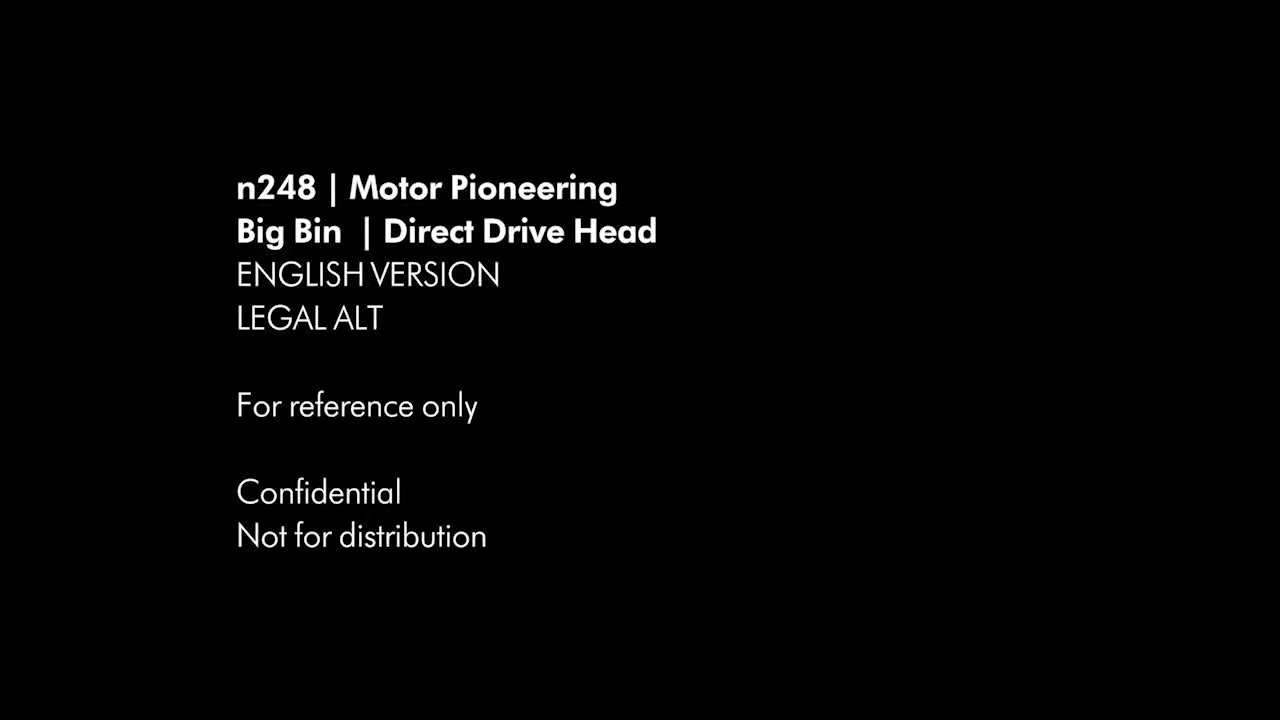 n248 | Motor Pioneering
Big Bin  | Direct Drive Head
ENGLISH VERSION
LEGAL ALT
For reference only
Confidential
Not for distribution